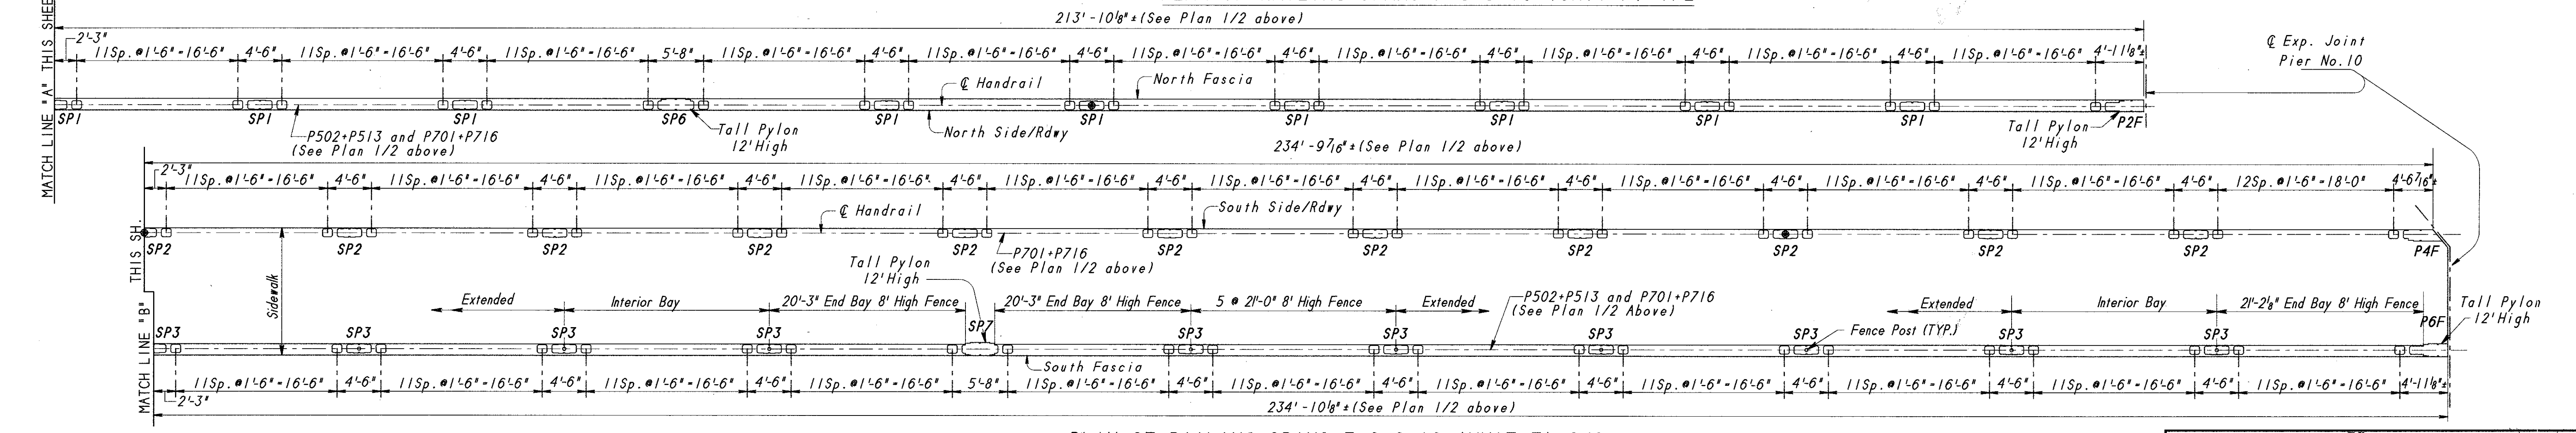 213'-10 1/8"± (See Plan 1/2 above)
2'-3" 11Sp.@1'-6"=16'-6" 4'-6" 11Sp.@1'-6"=16'-6" 4'-6" 11Sp.@1'-6"=16'-6" 5'-8" 11Sp.@1'-6"=16'-6" 4'-6" 11Sp.@1'-6"=16'-6" 4'-6" 11Sp.@1'-6"=16'-6" 4'-6" 11Sp.@1'-6"=16'-6" 4'-6" 11Sp.@1'-6"=16'-6" 4'-6" 11Sp.@1'-6"=16'-6" 4'-6" 11Sp.@1'-6"=16'-6" 4'-11 1/8"±
℄ Exp. Joint
Pier No.10
MATCH LINE "A" THIS SHEE
℄ Handrail
North Fascia
SP1 SP1 SP1 SP6 SP1 SP1 SP1 SP1 SP1 SP1 P2F
P502+P513 and P701+P716
(See Plan 1/2 above)
Tall Pylon
12' High
North Side/Rdwy
Tall Pylon
12' High
234'-9 7/16"± (See Plan 1/2 above)
2'-3" 11Sp.@1'-6"=16'-6" 4'-6" 11Sp.@1'-6"=16'-6" 4'-6" 11Sp.@1'-6"=16'-6" 4'-6" 11Sp.@1'-6"=16'-6" 4'-6" 11Sp.@1'-6"=16'-6" 4'-6" 11Sp.@1'-6"=16'-6" 4'-6" 11Sp.@1'-6"=16'-6" 4'-6" 11Sp.@1'-6"=16'-6" 4'-6" 11Sp.@1'-6"=16'-6" 4'-6" 11Sp.@1'-6"=16'-6" 4'-6" 12Sp.@1'-6"=18'-0" 4'-6 7/16"±
℄ Handrail
South Side/Rdwy
SP2 SP2 SP2 SP2 SP2 SP2 SP2 SP2 SP2 SP2 SP2 P4F
THIS SH.
MATCH LINE "B"
Sidewalk
P701+P716
(See Plan 1/2 above)
Tall Pylon
12' High
Extended Interior Bay 20'-3" End Bay 8' High Fence 20'-3" End Bay 8' High Fence 5 @ 21'-0" 8' High Fence Extended
P502+P513 and P701+P716
(See Plan 1/2 Above)
Extended Interior Bay 21'-2 1/8" End Bay 8' High Fence
Tall Pylon
12' High
SP3 SP3 SP3 SP3 SP7 SP3 SP3 SP3 SP3 SP3 SP3 P6F
Fence Post (TYP.)
South Fascia
2'-3" 11Sp.@1'-6"=16'-6" 4'-6" 11Sp.@1'-6"=16'-6" 4'-6" 11Sp.@1'-6"=16'-6" 4'-6" 11Sp.@1'-6"=16'-6" 5'-8" 11Sp.@1'-6"=16'-6" 4'-6" 11Sp.@1'-6"=16'-6" 4'-6" 11Sp.@1'-6"=16'-6" 4'-6" 11Sp.@1'-6"=16'-6" 4'-6" 11Sp.@1'-6"=16'-6" 4'-6" 11Sp.@1'-6"=16'-6" 4'-6" 11Sp.@1'-6"=16'-6" 4'-11 1/8"±
234'-10 1/8"± (See Plan 1/2 above)